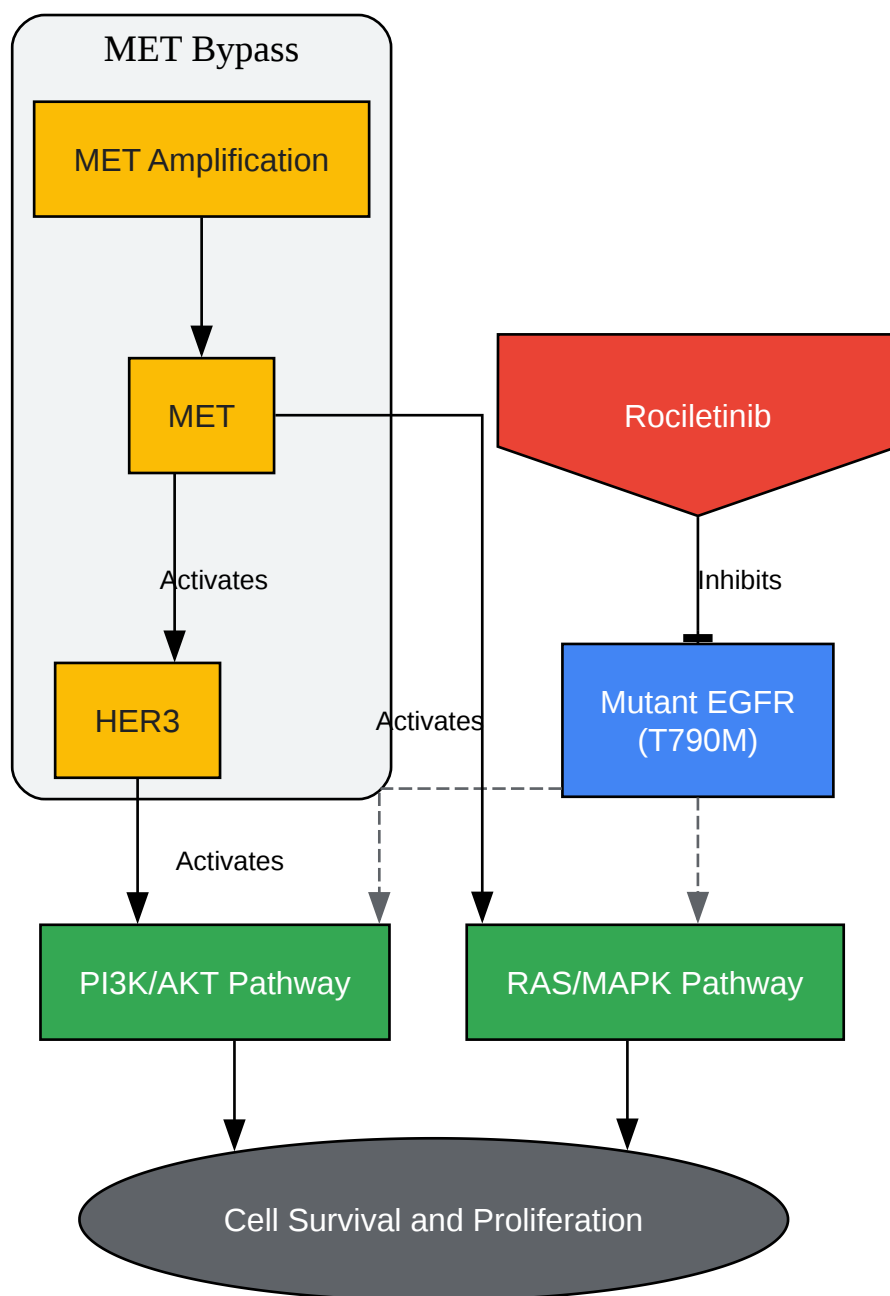 MET Bypass
MET Amplification
MET
Rociletinib
Activates
Inhibits
HER3
Activates
Mutant EGFR
(T790M)
Activates
PI3K/AKT Pathway
RAS/MAPK Pathway
Cell Survival and Proliferation